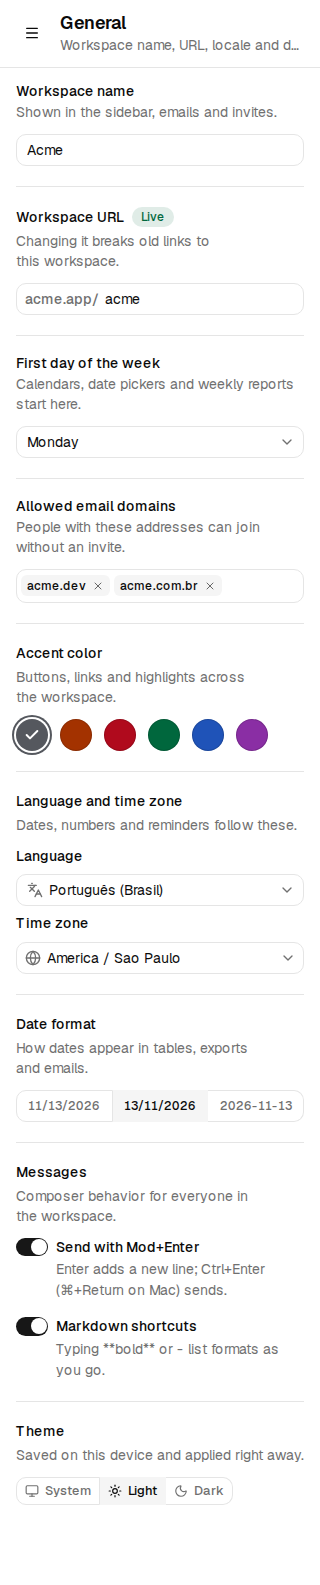 General
Workspace name, URL, locale and d…
Workspace name
Shown in the sidebar, emails and invites.
Acme
Workspace URL Live
Changing it breaks old links to
this workspace.
acme.app/ acme
First day of the week
Calendars, date pickers and weekly reports
start here.
Monday
Allowed email domains
People with these addresses can join
without an invite.
acme.dev acme.com.br
Accent color
Buttons, links and highlights across
the workspace.
Language and time zone
Dates, numbers and reminders follow these.
Language
Português (Brasil)
Time zone
America / Sao Paulo
Date format
How dates appear in tables, exports
and emails.
11/13/2026 13/11/2026 2026-11-13
Messages
Composer behavior for everyone in
the workspace.
Send with Mod+Enter
Enter adds a new line; Ctrl+Enter
(⌘+Return on Mac) sends.
Markdown shortcuts
Typing **bold** or - list formats as
you go.
Theme
Saved on this device and applied right away.
System Light Dark